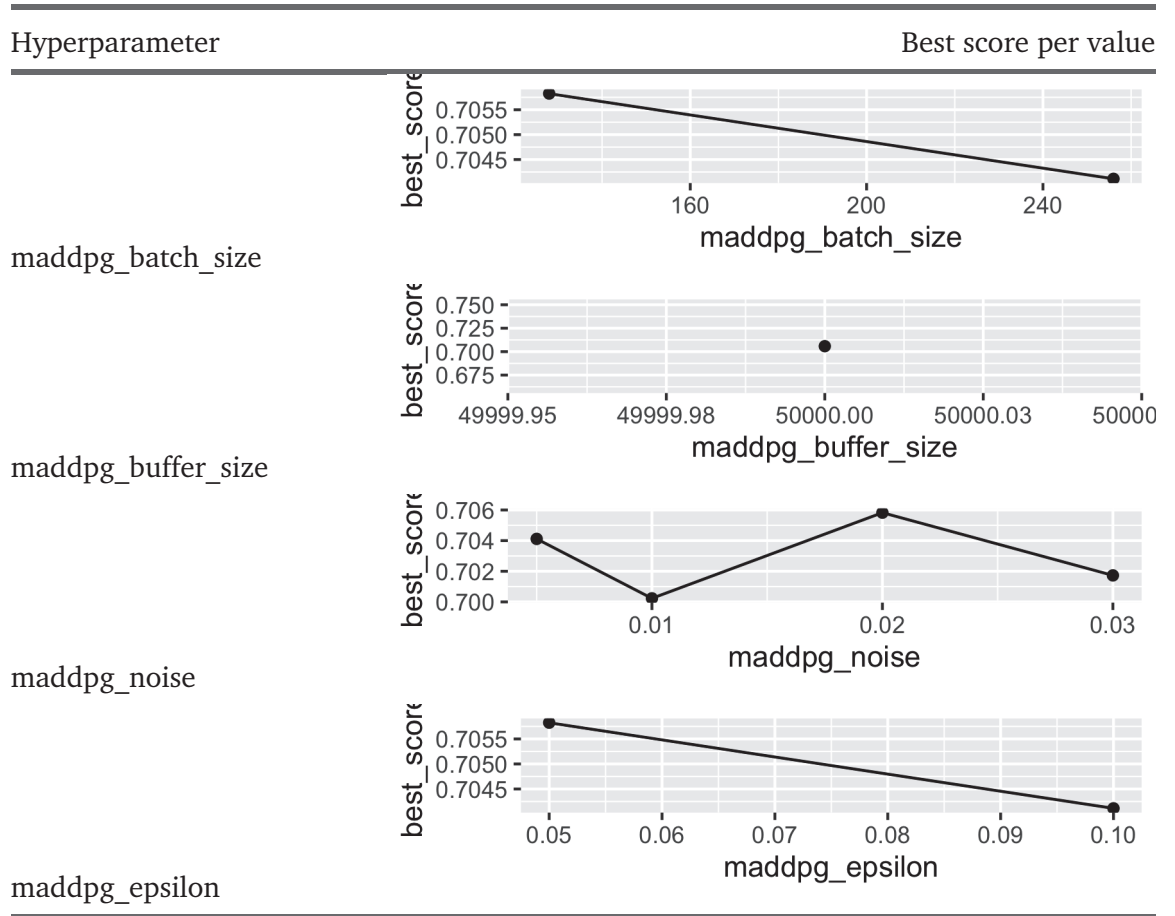 Hyperparameter Best score per value
best_score
0.7055
0.7050
0.7045
160 200 240
maddpg_batch_size
maddpg_batch_size
best_score
0.750
0.725
0.700
0.675
49999.95 49999.98 50000.00 50000.03 50000
maddpg_buffer_size
maddpg_buffer_size
best_score
0.706
0.704
0.702
0.700
0.01 0.02 0.03
maddpg_noise
maddpg_noise
best_score
0.7055
0.7050
0.7045
0.05 0.06 0.07 0.08 0.09 0.10
maddpg_epsilon
maddpg_epsilon